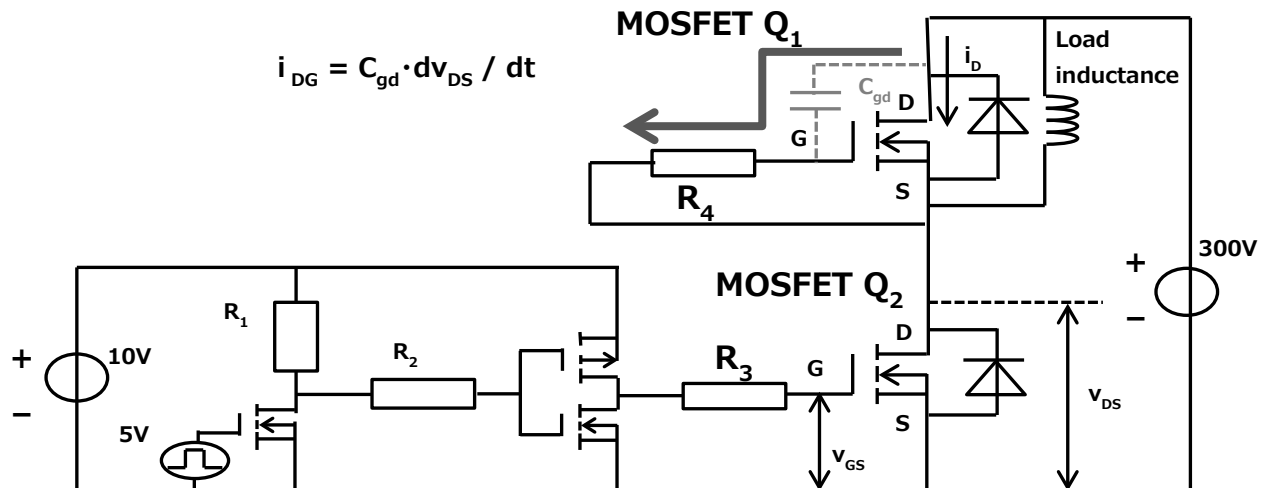 MOSFET Q1
i DG = Cgd·dvDS / dt
iD
Load
inductance
Cgd
D
G
R4
S
300V
+
−
MOSFET Q2
R1
D
+
10V
−
R2
R3
G
vDS
5V
S
vGS